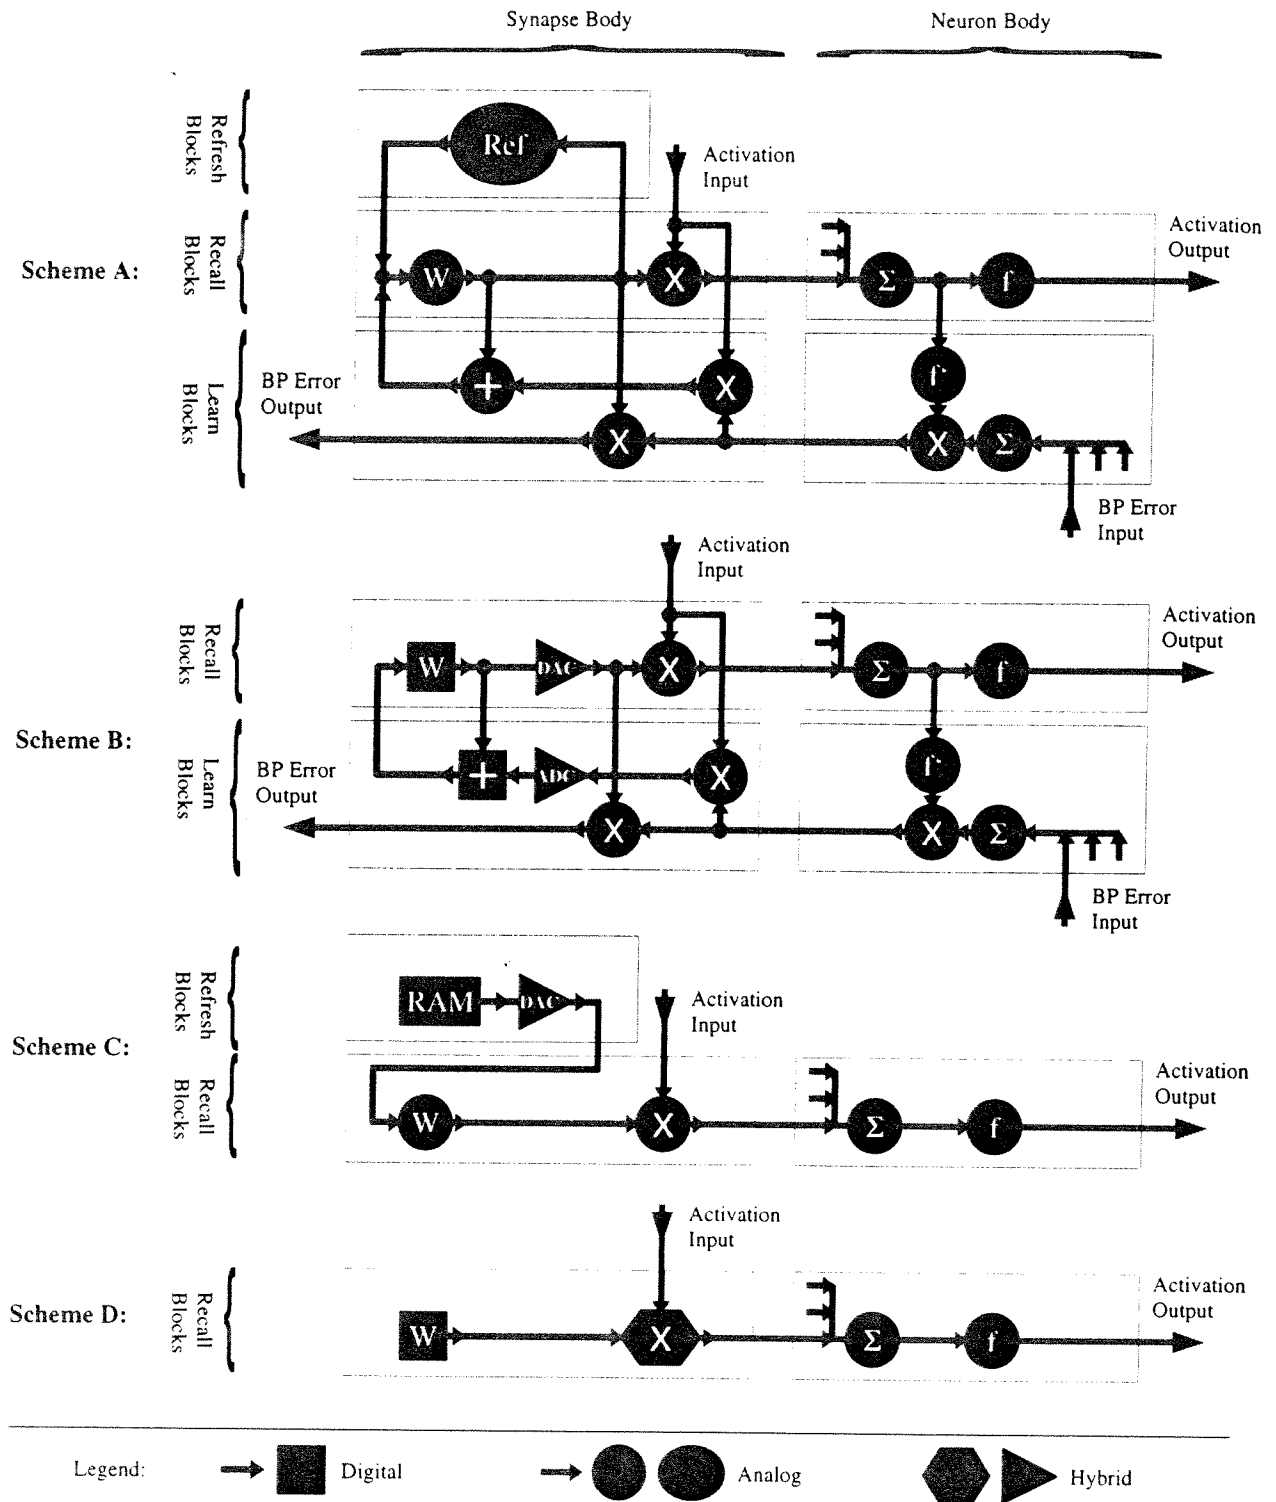 Synapse Body
Neuron Body
Refresh
Blocks
Ref
Activation
Input
Scheme A:
Recall
Blocks
W
X
Σ
f
Activation
Output
Learn
Blocks
BP Error
Output
+
X
f'
X
X
Σ
BP Error
Input
Activation
Input
Scheme B:
Recall
Blocks
W
DAC
X
Σ
f
Activation
Output
Learn
Blocks
BP Error
Output
+
ADC
X
f'
X
X
Σ
BP Error
Input
Scheme C:
Refresh
Blocks
RAM
DAC
Activation
Input
Recall
Blocks
W
X
Σ
f
Activation
Output
Activation
Input
Scheme D:
Recall
Blocks
W
X
Σ
f
Activation
Output
Legend:
Digital
Analog
Hybrid